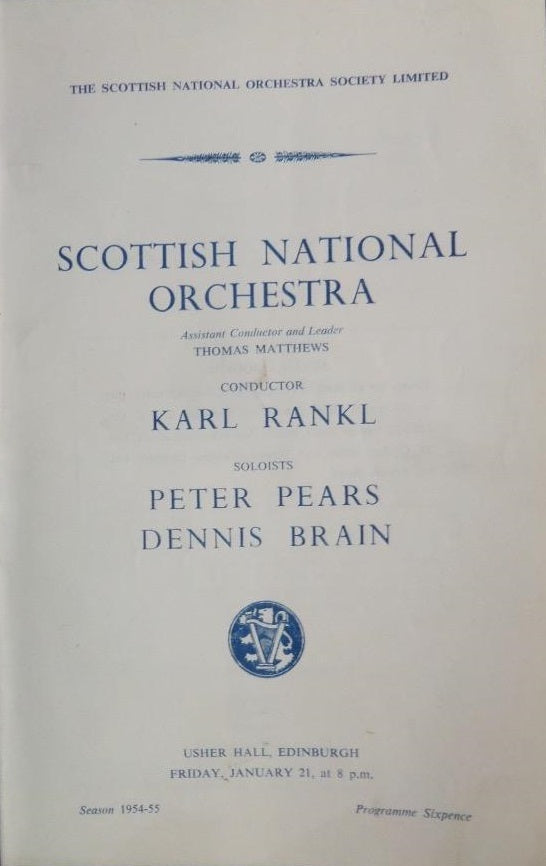 THE SCOTTISH NATIONAL ORCHESTRA SOCIETY LIMITED
SCOTTISH NATIONAL
ORCHESTRA
Assistant Conductor and Leader
THOMAS MATTHEWS
CONDUCTOR
KARL RANKL
SOLOISTS
PETER PEARS
DENNIS BRAIN
USHER HALL, EDINBURGH
FRIDAY, JANUARY 21, at 8 p.m.
Season 1954-55
Programme Sixpence